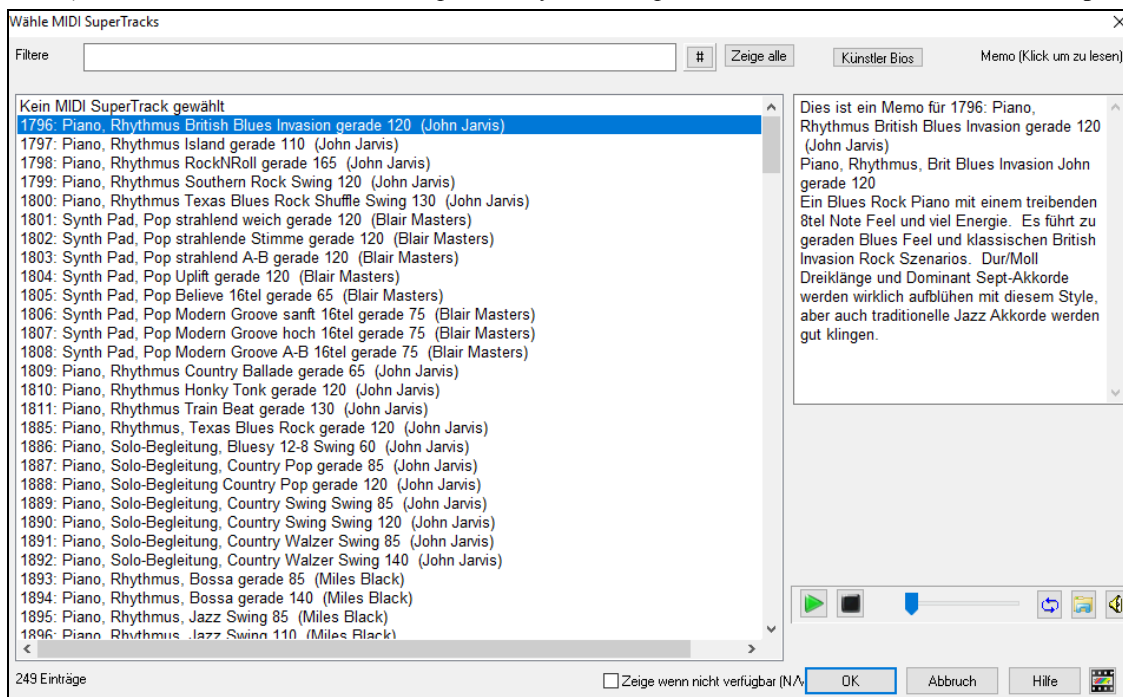 Wähle MIDI SuperTracks
Filtere
#
Zeige alle
Künstler Bios
Memo (Klick um zu lesen)
Kein MIDI SuperTrack gewählt
1796: Piano, Rhythmus British Blues Invasion gerade 120 (John Jarvis)
1797: Piano, Rhythmus Island gerade 110 (John Jarvis)
1798: Piano, Rhythmus RockNRoll gerade 165 (John Jarvis)
1799: Piano, Rhythmus Southern Rock Swing 120 (John Jarvis)
1800: Piano, Rhythmus Texas Blues Rock Shuffle Swing 130 (John Jarvis)
1801: Synth Pad, Pop strahlend weich gerade 120 (Blair Masters)
1802: Synth Pad, Pop strahlende Stimme gerade 120 (Blair Masters)
1803: Synth Pad, Pop strahlend A-B gerade 120 (Blair Masters)
1804: Synth Pad, Pop Uplift gerade 120 (Blair Masters)
1805: Synth Pad, Pop Believe 16tel gerade 65 (Blair Masters)
1806: Synth Pad, Pop Modern Groove sanft 16tel gerade 75 (Blair Masters)
1807: Synth Pad, Pop Modern Groove hoch 16tel gerade 75 (Blair Masters)
1808: Synth Pad, Pop Modern Groove A-B 16tel gerade 75 (Blair Masters)
1809: Piano, Rhythmus Country Ballade gerade 65 (John Jarvis)
1810: Piano, Rhythmus Honky Tonk gerade 120 (John Jarvis)
1811: Piano, Rhythmus Train Beat gerade 130 (John Jarvis)
1885: Piano, Rhythmus, Texas Blues Rock gerade 120 (John Jarvis)
1886: Piano, Solo-Begleitung, Bluesy 12-8 Swing 60 (John Jarvis)
1887: Piano, Solo-Begleitung, Country Pop gerade 85 (John Jarvis)
1888: Piano, Solo-Begleitung Country Pop gerade 120 (John Jarvis)
1889: Piano, Solo-Begleitung, Country Swing Swing 85 (John Jarvis)
1890: Piano, Solo-Begleitung, Country Swing Swing 120 (John Jarvis)
1891: Piano, Solo-Begleitung, Country Walzer Swing 85 (John Jarvis)
1892: Piano, Solo-Begleitung, Country Walzer Swing 140 (John Jarvis)
1893: Piano, Rhythmus, Bossa gerade 85 (Miles Black)
1894: Piano, Rhythmus, Bossa gerade 140 (Miles Black)
1895: Piano, Rhythmus, Jazz Swing 85 (Miles Black)
1896: Piano, Rhythmus, Jazz Swing 110 (Miles Black)
Dies ist ein Memo für 1796: Piano,
Rhythmus British Blues Invasion gerade 120
(John Jarvis)
Piano, Rhythmus, Brit Blues Invasion John
gerade 120
Ein Blues Rock Piano mit einem treibenden
8tel Note Feel und viel Energie. Es führt zu
geraden Blues Feel und klassischen British
Invasion Rock Szenarios. Dur/Moll
Dreiklänge und Dominant Sept-Akkorde
werden wirklich aufblühen mit diesem Style,
aber auch traditionelle Jazz Akkorde werden
gut klingen.
249 Einträge
Zeige wenn nicht verfügbar (N/
OK
Abbruch
Hilfe